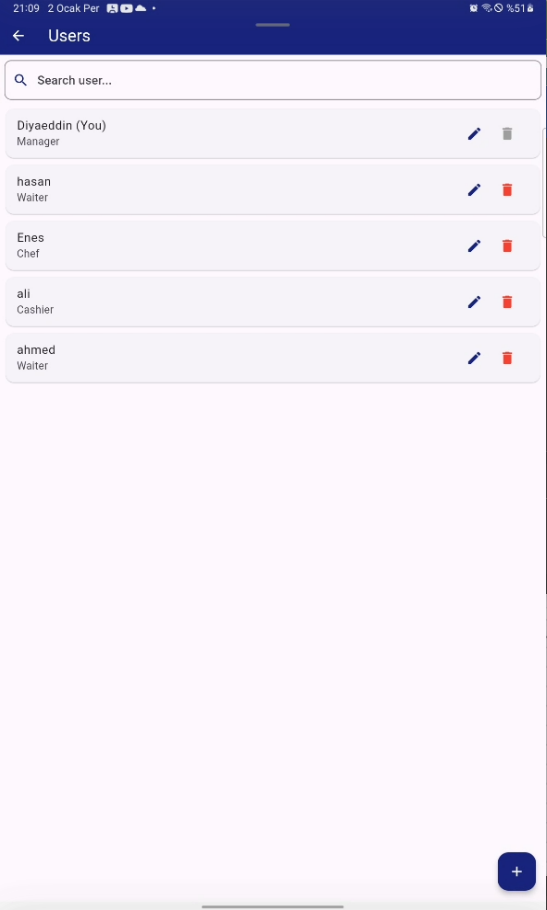 21:09 2 Ocak Per %51
Users
Search user...
Diyaeddin (You)
Manager
hasan
Waiter
Enes
Chef
ali
Cashier
ahmed
Waiter